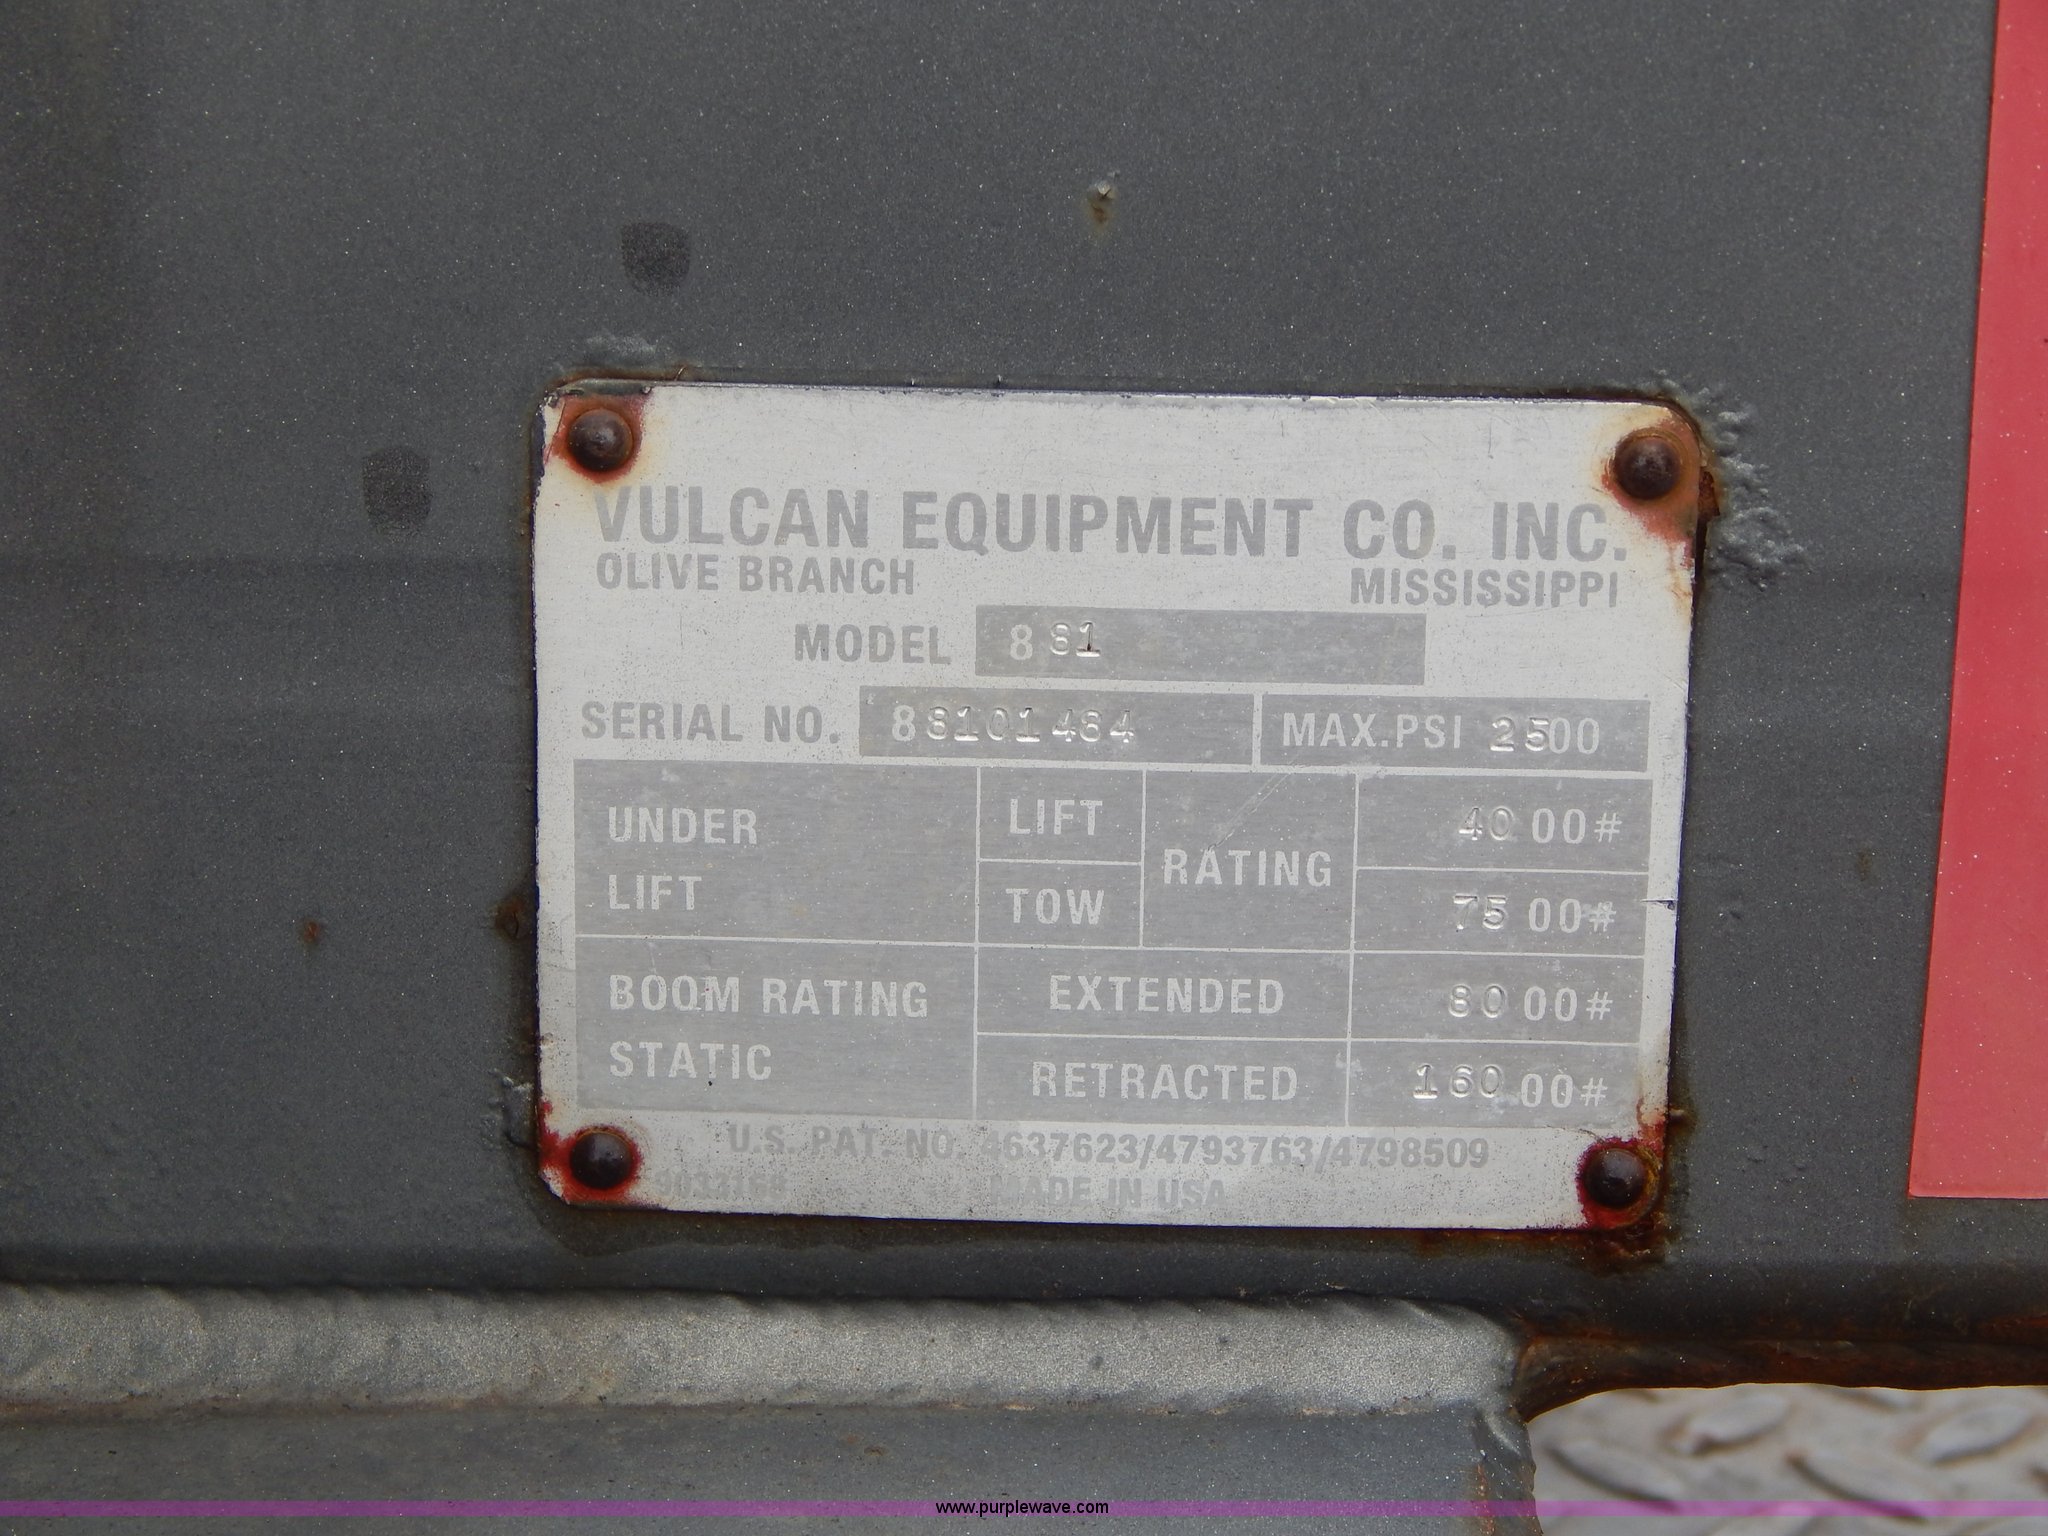 VULCAN EQUIPMENT CO. INC.
OLIVE BRANCH MISSISSIPPI
MODEL 881
SERIAL NO. 88101484 MAX.PSI 2500
UNDER LIFT LIFT RATING 4000#
TOW 7500#
BOOM RATING STATIC EXTENDED 8000#
RETRACTED 16000#
U.S. PAT. NO. 4637623/4793763/4798509
MADE IN USA
www.purplewave.com